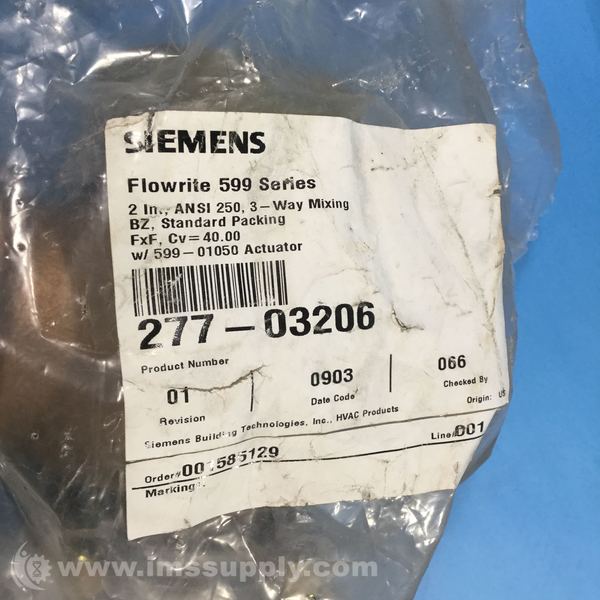 SIEMENS
Flowrite 599 Series
2 In., ANSI 250, 3-Way Mixing
BZ, Standard Packing
FxF, Cv=40.00
w/ 599-01050 Actuator
277-03206
Product Number
01 0903 066
Revision Date Code Checked By
Siemens Building Technologies, Inc., HVAC Products Origin: US
Order# 001585129 Line# 001
Marking:
www.inissupply.com